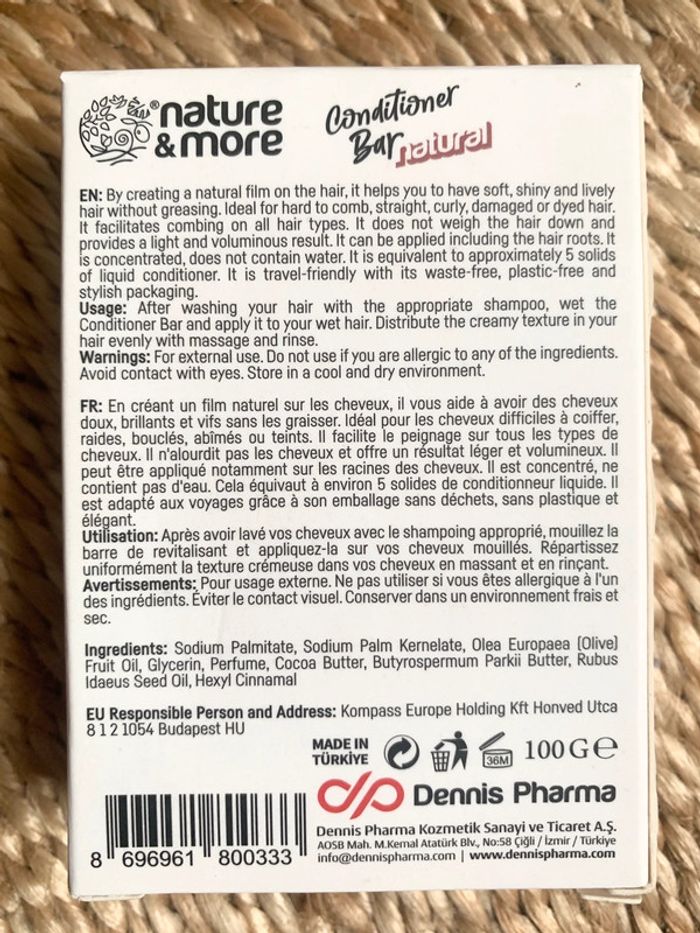 nature
& more
®
Conditioner
Bar natural
EN: By creating a natural film on the hair, it helps you to have soft, shiny and lively
hair without greasing. Ideal for hard to comb, straight, curly, damaged or dyed hair.
It facilitates combing on all hair types. It does not weigh the hair down and
provides a light and voluminous result. It can be applied including the hair roots. It
is concentrated, does not contain water. It is equivalent to approximately 5 solids
of liquid conditioner. It is travel-friendly with its waste-free, plastic-free and
stylish packaging.
Usage: After washing your hair with the appropriate shampoo, wet the
Conditioner Bar and apply it to your wet hair. Distribute the creamy texture in your
hair evenly with massage and rinse.
Warnings: For external use. Do not use if you are allergic to any of the ingredients.
Avoid contact with eyes. Store in a cool and dry environment.
FR: En créant un film naturel sur les cheveux, il vous aide à avoir des cheveux
doux, brillants et vifs sans les graisser. Idéal pour les cheveux difficiles à coiffer,
raides, bouclés, abîmés ou teints. Il facilite le peignage sur tous les types de
cheveux. Il n'alourdit pas les cheveux et offre un résultat léger et volumineux. Il
peut être appliqué notamment sur les racines des cheveux. Il est concentré, ne
contient pas d'eau. Cela équivaut à environ 5 solides de conditionneur liquide. Il
est adapté aux voyages grâce à son emballage sans déchets, sans plastique et
élégant.
Utilisation: Après avoir lavé vos cheveux avec le shampoing approprié, mouillez la
barre de revitalisant et appliquez-la sur vos cheveux mouillés. Répartissez
uniformément la texture crémeuse dans vos cheveux en massant et en rinçant.
Avertissements: Pour usage externe. Ne pas utiliser si vous êtes allergique à l'un
des ingrédients. Éviter le contact visuel. Conserver dans un environnement frais et
sec.
Ingredients: Sodium Palmitate, Sodium Palm Kernelate, Olea Europaea (Olive)
Fruit Oil, Glycerin, Perfume, Cocoa Butter, Butyrospermum Parkii Butter, Rubus
Idaeus Seed Oil, Hexyl Cinnamal
EU Responsible Person and Address: Kompass Europe Holding Kft Honved Utca
8 1 2 1054 Budapest HU
MADE IN
TÜRKİYE
36M
100 G e
Dennis Pharma
Dennis Pharma Kozmetik Sanayi ve Ticaret A.Ş.
AOSB Mah. M.Kemal Atatürk Blv., No:58 Çiğli / İzmir / Türkiye
info@dennispharma.com | www.dennispharma.com
8 696961 800333